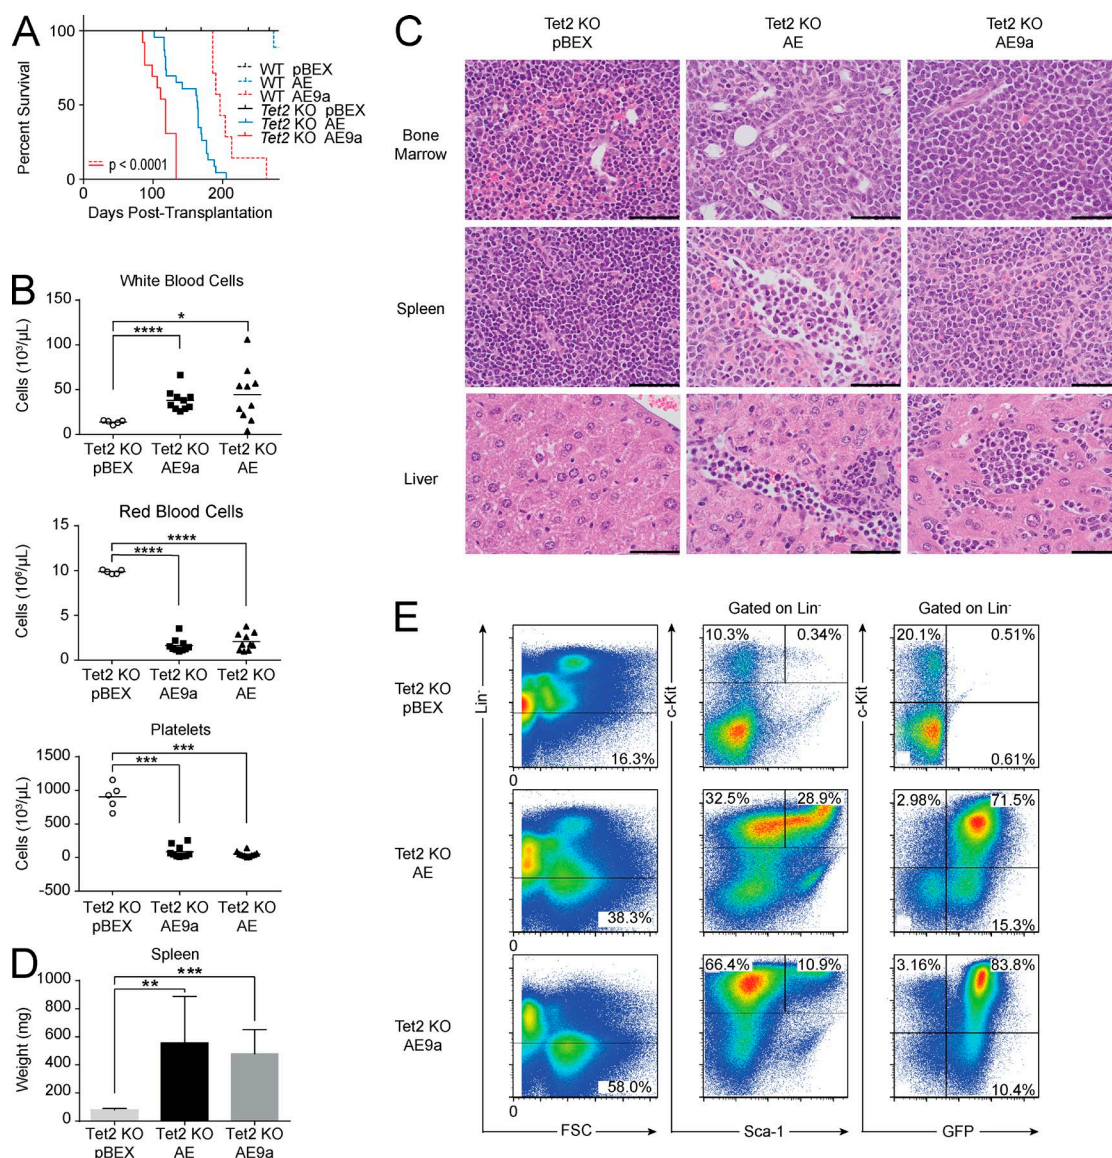 A
Percent Survival
100
50
0
0
100
200
Days Post-Transplantation
WT pBEX
WT AE
WT AE9a
Tet2 KO pBEX
Tet2 KO AE
Tet2 KO AE9a
p < 0.0001
B
White Blood Cells
Cells (10³/µL)
150
100
50
0
*
****
Tet2 KO pBEX
Tet2 KO AE9a
Tet2 KO AE
Red Blood Cells
Cells (10⁶/µL)
15
10
5
0
****
****
Tet2 KO pBEX
Tet2 KO AE9a
Tet2 KO AE
Platelets
Cells (10³/µL)
1500
1000
500
0
-500
***
***
Tet2 KO pBEX
Tet2 KO AE9a
Tet2 KO AE
D
Spleen
Weight (mg)
1000
800
600
400
200
0
***
**
Tet2 KO pBEX
Tet2 KO AE
Tet2 KO AE9a
C
Tet2 KO pBEX
Tet2 KO AE
Tet2 KO AE9a
Bone Marrow
Spleen
Liver
E
Gated on Lin⁻
Gated on Lin⁻
Tet2 KO pBEX
Lin⁻
16.3%
0
c-Kit
10.3%
0.34%
c-Kit
20.1%
0.51%
0.61%
Tet2 KO AE
38.3%
0
32.5%
28.9%
2.98%
71.5%
15.3%
Tet2 KO AE9a
58.0%
0
66.4%
10.9%
3.16%
83.8%
10.4%
FSC
Sca-1
GFP